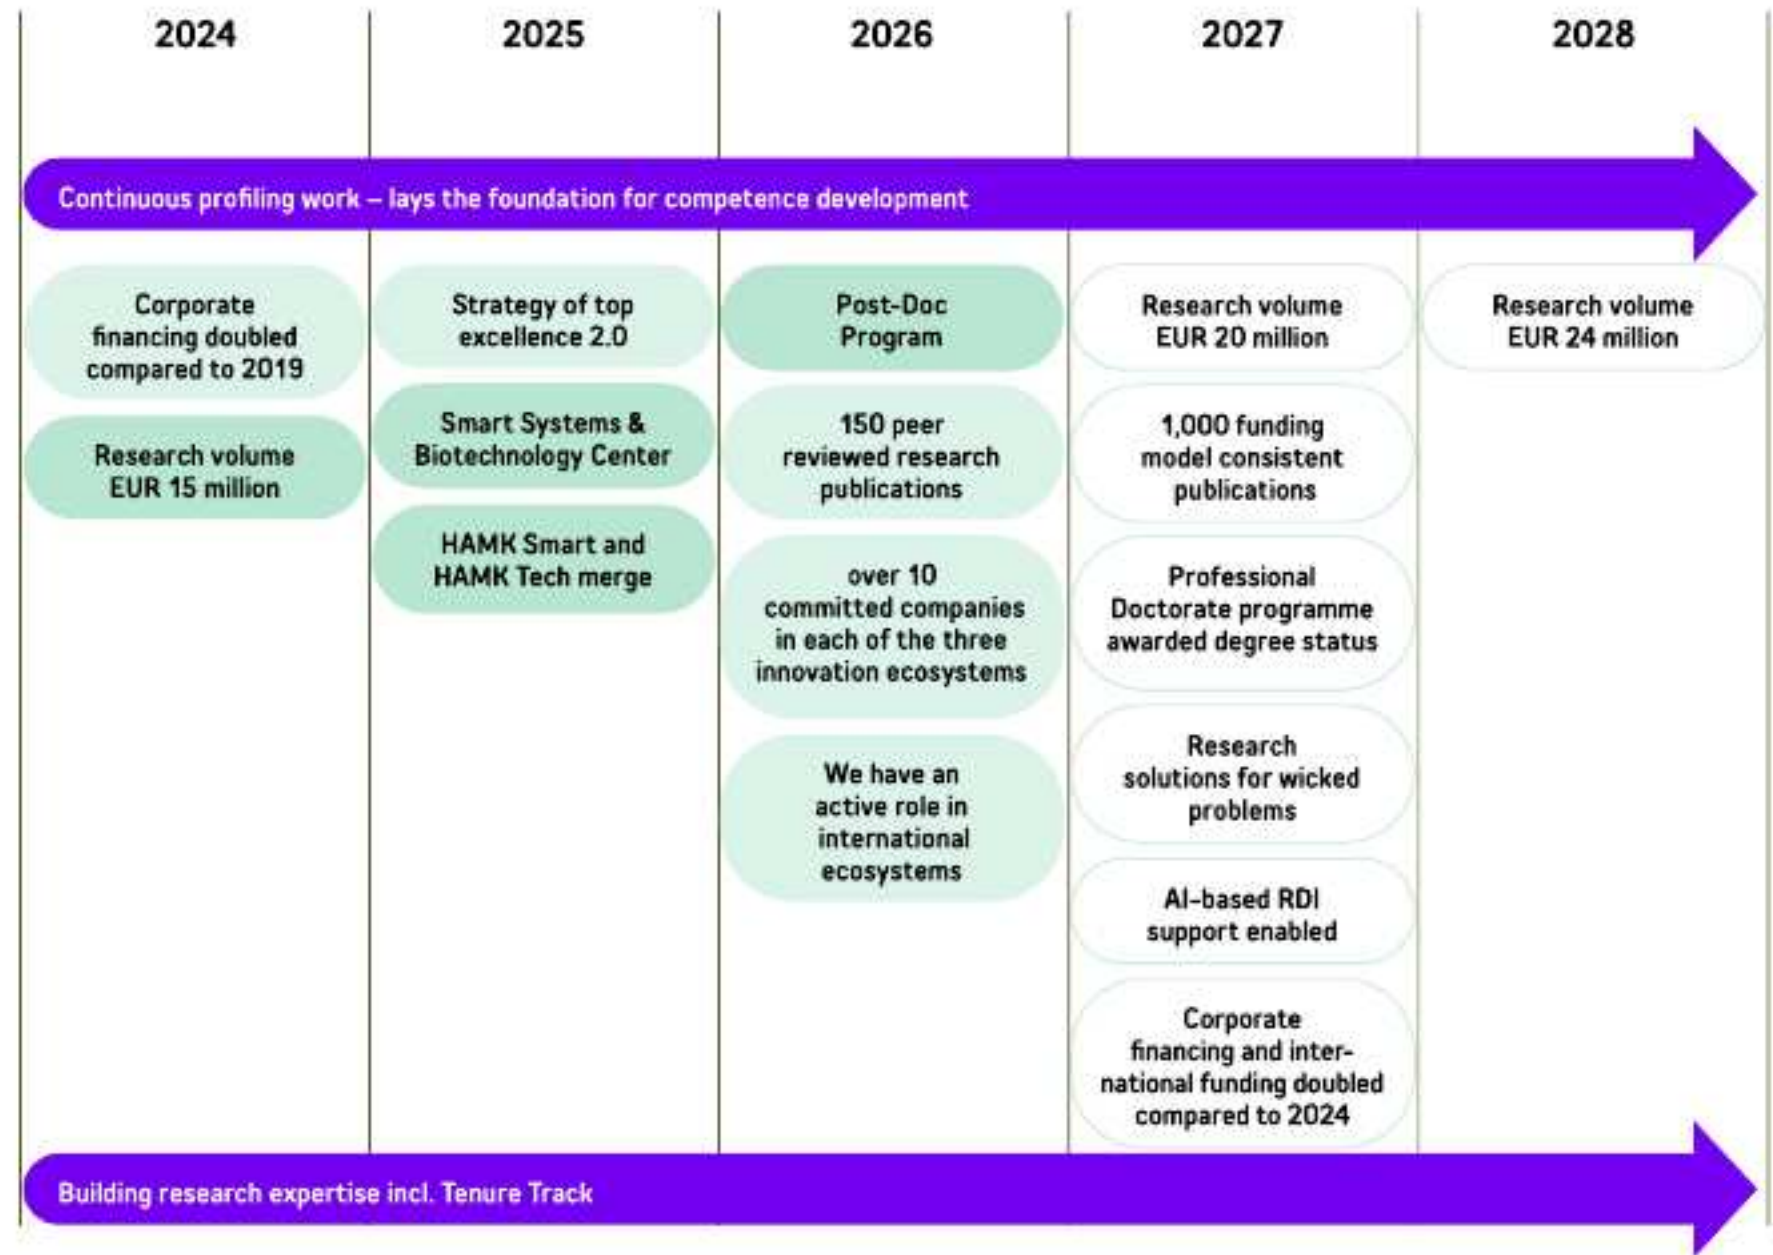 2024
2025
2026
2027
2028
Continuous profiling work – lays the foundation for competence development
Corporate
financing doubled
compared to 2019
Research volume
EUR 15 million
Strategy of top
excellence 2.0
Smart Systems &
Biotechnology Center
HAMK Smart and
HAMK Tech merge
Post-Doc
Program
150 peer
reviewed research
publications
over 10
committed companies
in each of the three
innovation ecosystems
We have an
active role in
international
ecosystems
Research volume
EUR 20 million
1,000 funding
model consistent
publications
Professional
Doctorate programme
awarded degree status
Research
solutions for wicked
problems
AI-based RDI
support enabled
Corporate
financing and inter-
national funding doubled
compared to 2024
Research volume
EUR 24 million
Building research expertise incl. Tenure Track